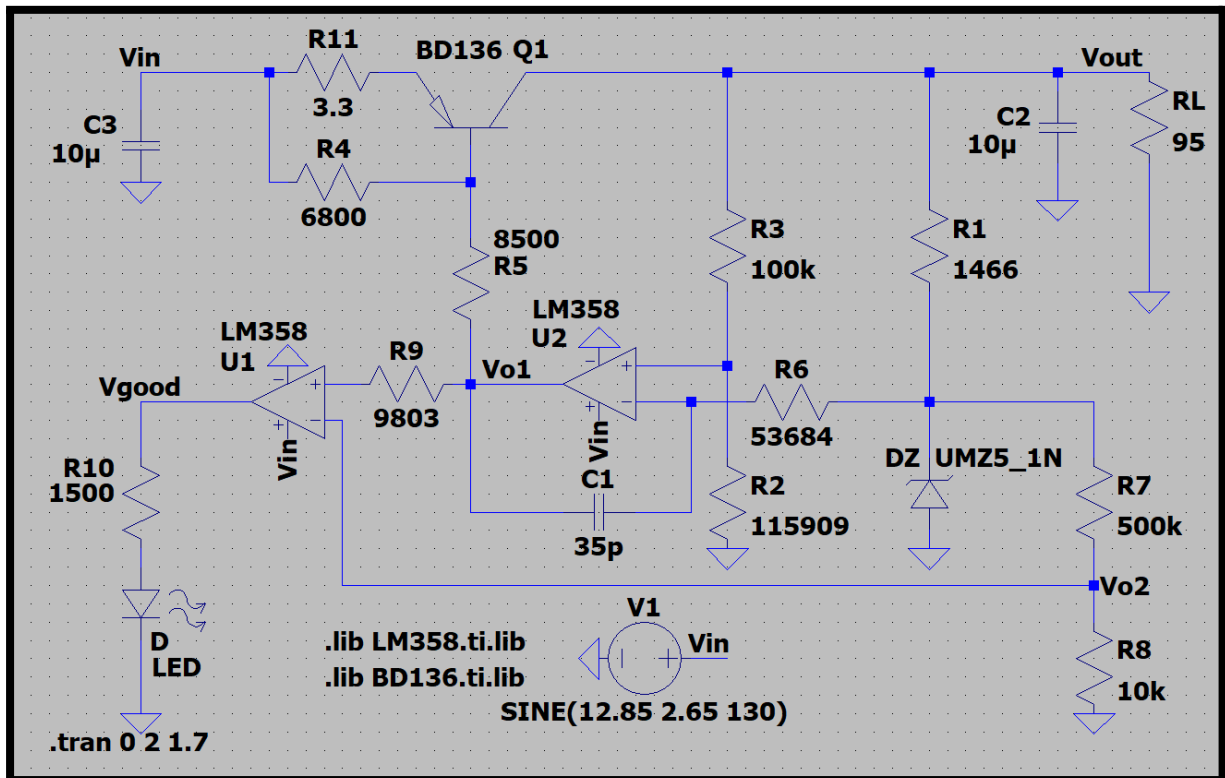 R11
BD136 Q1
Vin
Vout
3.3
C3
10µ
R4
6800
C2
10µ
RL
95
8500
R5
R3
100k
R1
1466
LM358
U2
LM358
U1
R9
9803
Vo1
+
−
+
Vin
−
+
−
+
Vin
−
R6
53684
Vgood
R10
1500
C1
35p
R2
115909
DZ UMZ5_1N
R7
500k
Vo2
V1
Vin
D
LED
.lib LM358.ti.lib
.lib BD136.ti.lib
SINE(12.85 2.65 130)
R8
10k
.tran 0 2 1.7